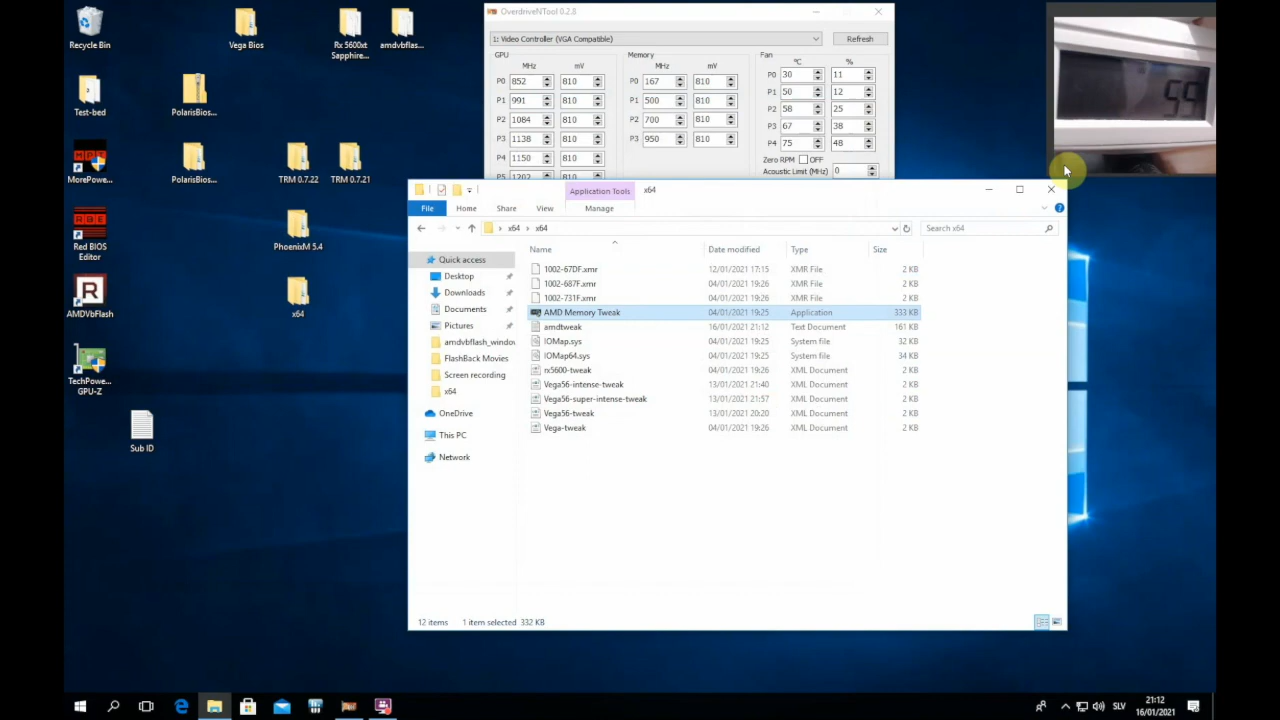 Recycle Bin
Vega Bios
Rx 5600xt
Sapphire...
amdvbflas...
Test-bed
PolarisBios...
MorePowe...
PolarisBios...
TRM 0.7.22
TRM 0.7.21
Red BIOS
Editor
PhoenixM 5.4
AMDVbFlash
x64
TechPowe...
GPU-Z
Sub ID
OverdriveNTool 0.2.8
1: Video Controller (VGA Compatible)
Refresh
GPU
Memory
Fan
MHz mV
MHz mV
ºC %
P0 852 810
P0 167 810
P0 30 11
P1 991 810
P1 500 810
P1 50 12
P2 1084 810
P2 700 810
P2 58 25
P3 1138 810
P3 950 810
P3 67 38
P4 1150 810
P4 75 48
Zero RPM OFF
P5 1202 810
Acoustic Limit (MHz) 0
59
Application Tools
x64
File
Home
Share
View
Manage
x64 › x64
Search x64
Name
Date modified
Type
Size
Quick access
Desktop
Downloads
Documents
Pictures
amdvbflash_windov
FlashBack Movies
Screen recording
x64
OneDrive
This PC
Network
1002-67DF.xmr 12/01/2021 17:15 XMR File 2 KB
1002-687F.xmr 04/01/2021 19:26 XMR File 2 KB
1002-731F.xmr 04/01/2021 19:26 XMR File 2 KB
AMD Memory Tweak 04/01/2021 19:25 Application 333 KB
amdtweak 16/01/2021 21:12 Text Document 161 KB
IOMap.sys 04/01/2021 19:25 System file 32 KB
IOMap64.sys 04/01/2021 19:25 System file 34 KB
rx5600-tweak 04/01/2021 19:26 XML Document 2 KB
Vega56-intense-tweak 13/01/2021 21:40 XML Document 2 KB
Vega56-super-intense-tweak 13/01/2021 21:57 XML Document 2 KB
Vega56-tweak 13/01/2021 20:20 XML Document 2 KB
Vega-tweak 04/01/2021 19:26 XML Document 2 KB
12 items
1 item selected 332 KB
SLV
21:12
16/01/2021